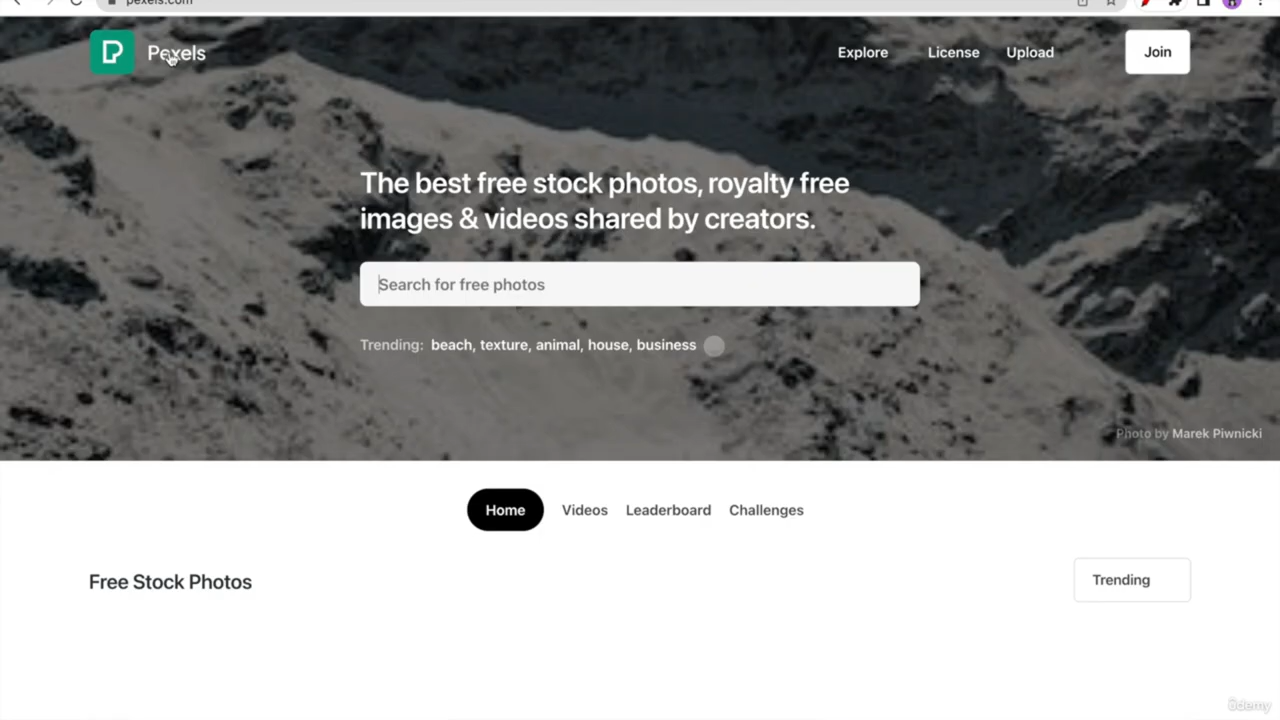 pexels.com
Pexels
Explore License Upload Join
The best free stock photos, royalty free
images & videos shared by creators.
Search for free photos
Trending: beach, texture, animal, house, business
Photo by Marek Piwnicki
Home Videos Leaderboard Challenges
Free Stock Photos
Trending
ûdemy